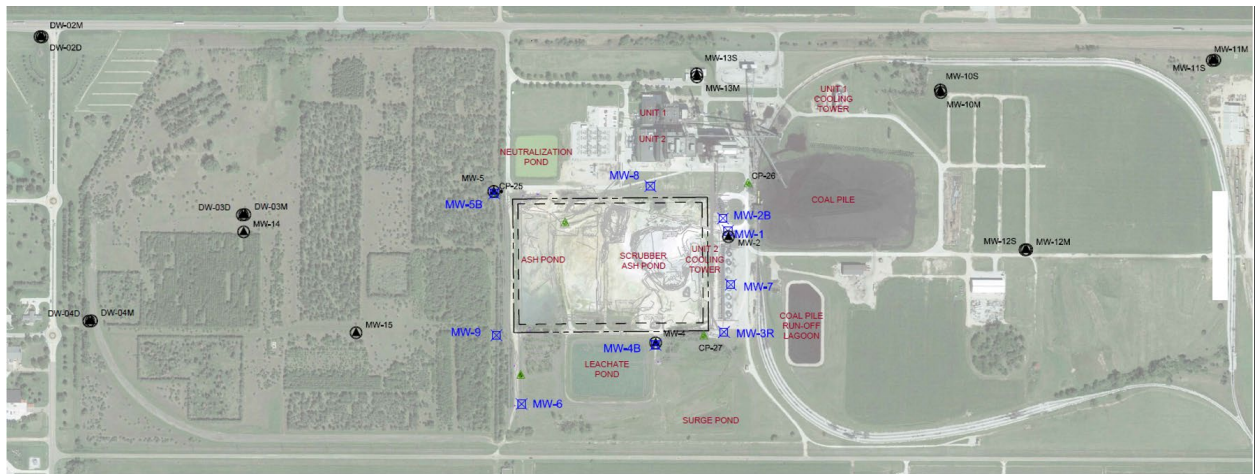 DW-02M
DW-02D
MW-13S
MW-13M
MW-11M
MW-11S
MW-10S
MW-10M
UNIT 1
COOLING
TOWER
UNIT 1
UNIT 2
NEUTRALIZATION
POND
MW-5
CP-25
MW-5B
MW-8
CP-26
COAL PILE
DW-03D
DW-03M
MW-14
MW-2B
MW-1
MW-2
UNIT 2
COOLING
TOWER
ASH POND
SCRUBBER
ASH POND
MW-12S
MW-12M
MW-7
DW-04D
DW-04M
MW-15
MW-9
MW-4
MW-4B
CP-27
MW-3R
COAL PILE
RUN-OFF
LAGOON
LEACHATE
POND
MW-6
SURGE POND